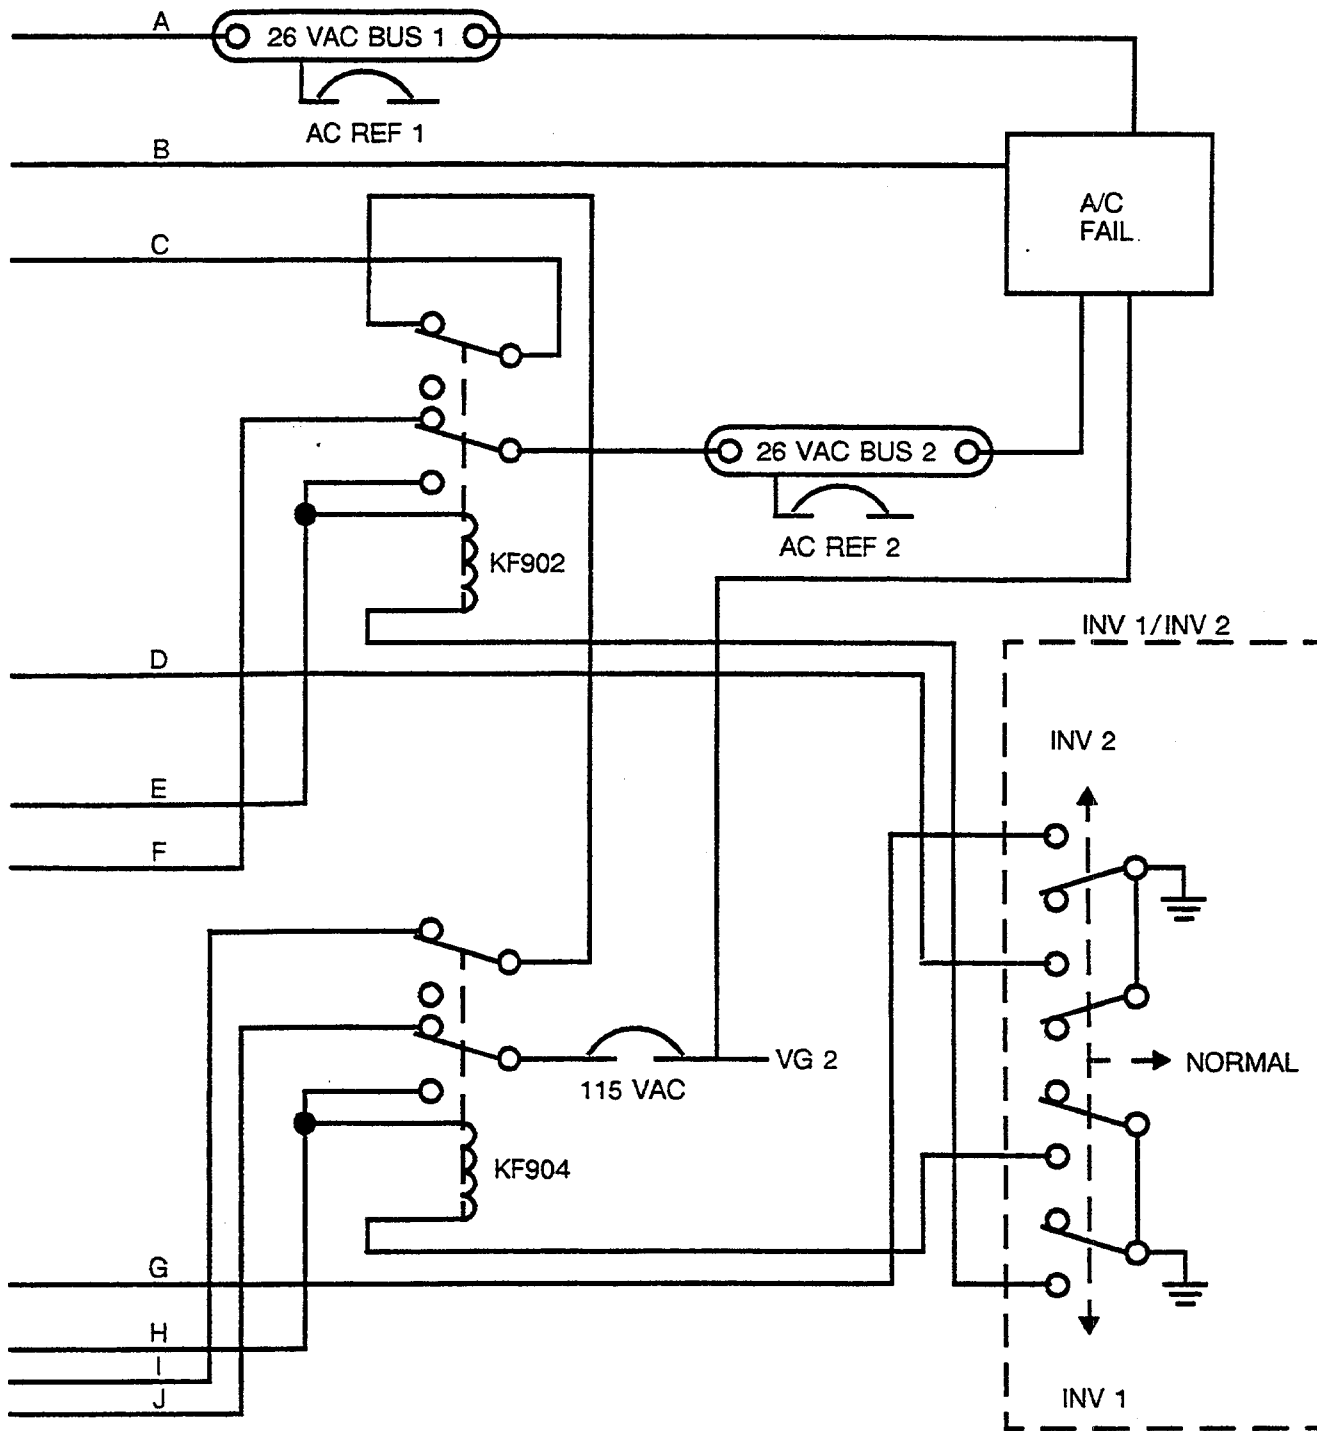 A
26 VAC BUS 1
AC REF 1
B
A/C
FAIL
C
26 VAC BUS 2
AC REF 2
KF902
INV 1/INV 2
D
INV 2
E
F
NORMAL
VG 2
115 VAC
KF904
G
H
I
J
INV 1